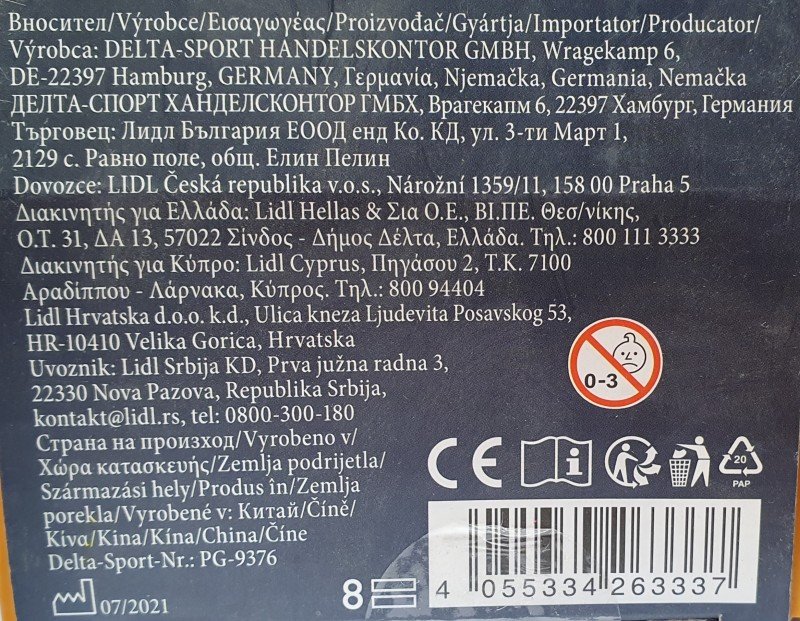 Вносител/Výrobce/Εισαγωγέας/Proizvođač/Gyártja/Importator/Producator/
Výrobca: DELTA-SPORT HANDELSKONTOR GMBH, Wragekamp 6,
DE-22397 Hamburg, GERMANY, Германия, Njemačka, Germania, Nemačka
ДЕЛТА-СПОРТ ХАНДЕЛСКОНТОР ГМБХ, Врагекапм 6, 22397 Хамбург, Германия
Търговец: Лидл България ЕООД енд Ко. КД, ул. 3-ти Март 1,
2129 с. Равно поле, общ. Елин Пелин
Dovozce: LIDL Česká republika v.o.s., Nárožní 1359/11, 158 00 Praha 5
Διακινητής για Ελλάδα: Lidl Hellas & Σια Ο.Ε., ΒΙ.ΠΕ. Θεσ/νίκης,
Ο.Τ. 31, ΔΑ 13, 57022 Σίνδος - Δήμος Δέλτα, Ελλάδα. Τηλ.: 800 111 3333
Διακινητής για Κύπρο: Lidl Cyprus, Πηγάσου 2, Τ.Κ. 7100
Αραδίππου - Λάρνακα, Κύπρος. Τηλ.: 800 94404
Lidl Hrvatska d.o.o. k.d., Ulica kneza Ljudevita Posavskog 53,
HR-10410 Velika Gorica, Hrvatska
Uvoznik: Lidl Srbija KD, Prva južna radna 3,
22330 Nova Pazova, Republika Srbija,
kontakt@lidl.rs, tel: 0800-300-180
0-3
Страна на произход/Vyrobeno v/
Χώρα κατασκευής/Zemlja podrijetla/
Származási hely/Produs în/Zemlja
porekla/Vyrobené v: Китай/Číně/
Κίνα/Kina/Kína/China/Číne
Delta-Sport-Nr.: PG-9376
CE
20
PAP
07/2021
8
4 055334 263337